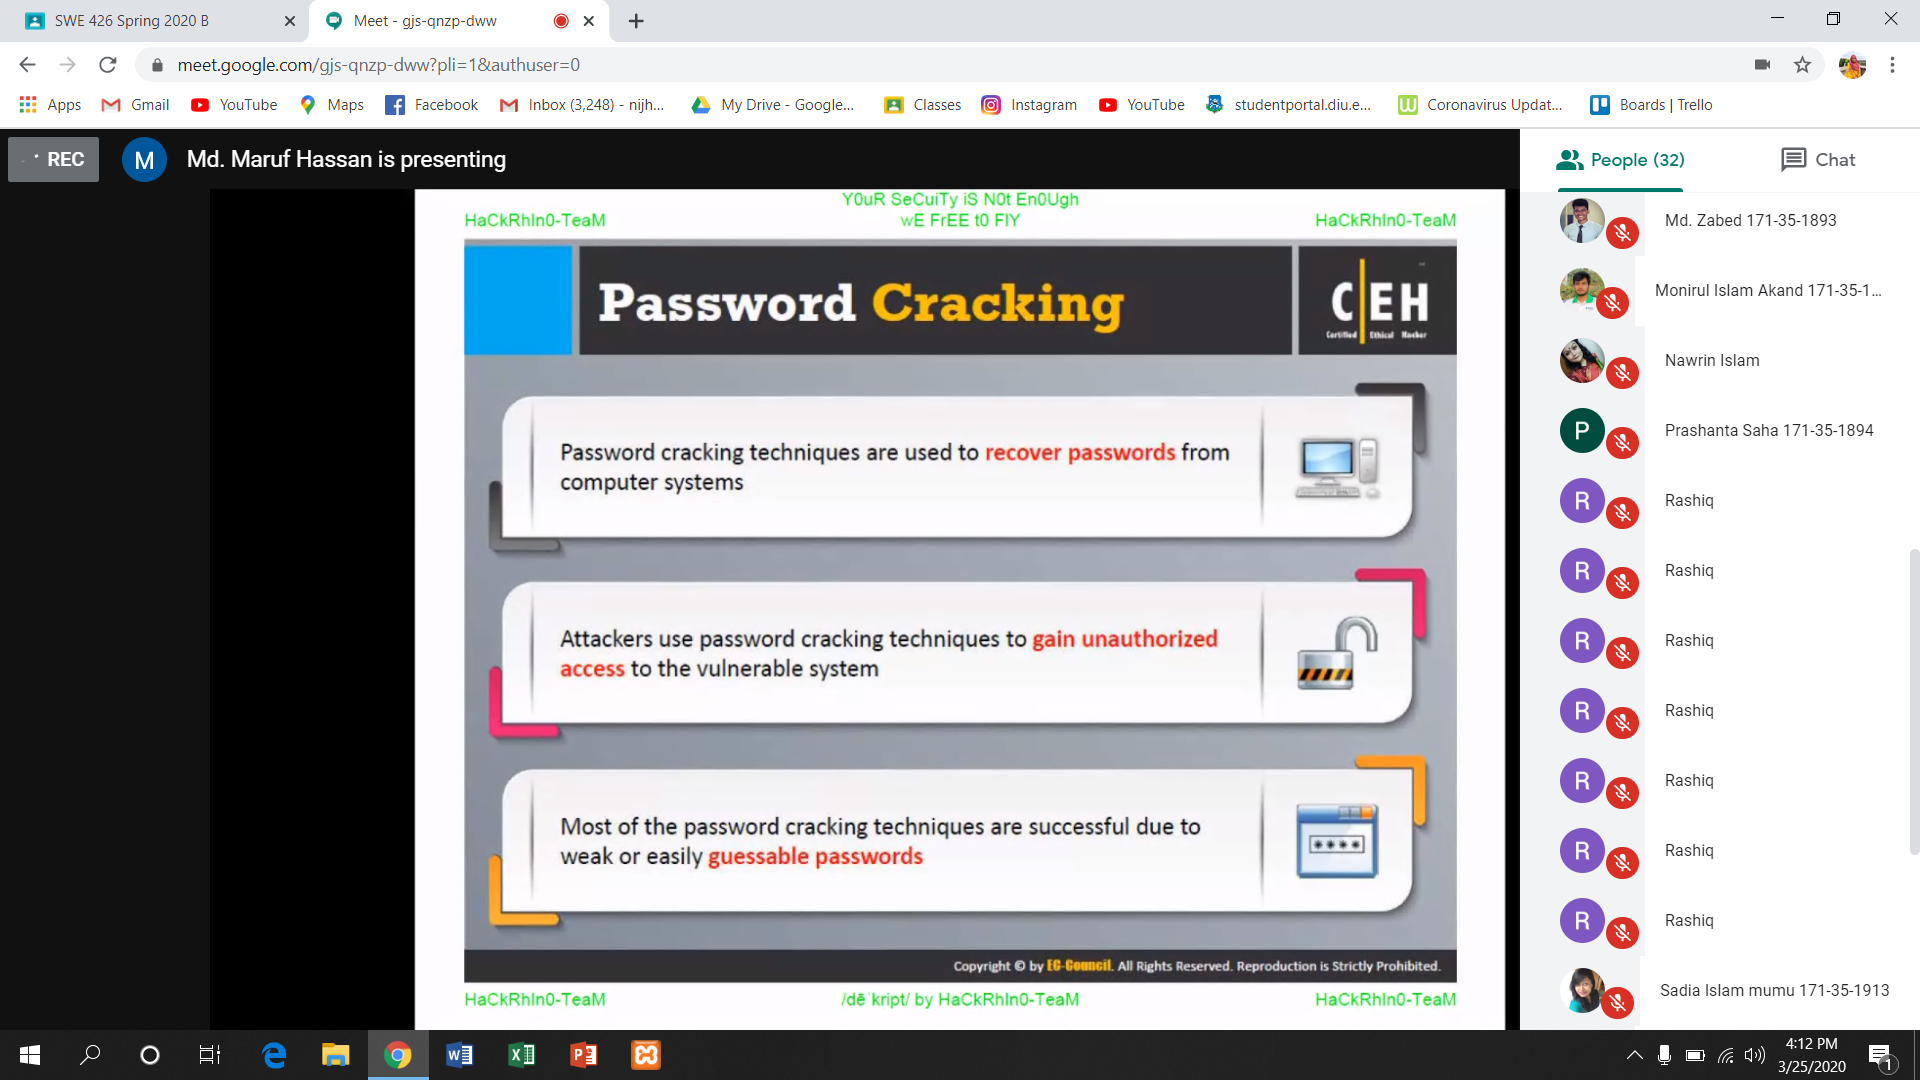 SWE 426 Spring 2020 B
Meet - gjs-qnzp-dww
meet.google.com/gjs-qnzp-dww?pli=1&authuser=0
Apps
Gmail
YouTube
Maps
Facebook
Inbox (3,248) - nijh...
My Drive - Google...
Classes
Instagram
YouTube
studentportal.diu.e...
Coronavirus Updat...
Boards | Trello
REC
M
Md. Maruf Hassan is presenting
People (32)
Chat
Y0uR SeCuiTy iS N0t En0Ugh
HaCkRhIn0-TeaM
wE FrEE t0 FlY
HaCkRhIn0-TeaM
Password Cracking
C|EH
Certified Ethical Hacker
Password cracking techniques are used to recover passwords from
computer systems
Attackers use password cracking techniques to gain unauthorized
access to the vulnerable system
Most of the password cracking techniques are successful due to
weak or easily guessable passwords
****
Copyright © by EC-Council. All Rights Reserved. Reproduction is Strictly Prohibited.
HaCkRhIn0-TeaM
/dēˈkript/ by HaCkRhIn0-TeaM
HaCkRhIn0-TeaM
Md. Zabed 171-35-1893
Monirul Islam Akand 171-35-1...
Nawrin Islam
P
Prashanta Saha 171-35-1894
R
Rashiq
R
Rashiq
R
Rashiq
R
Rashiq
R
Rashiq
R
Rashiq
R
Rashiq
Sadia Islam mumu 171-35-1913
4:12 PM
3/25/2020
1